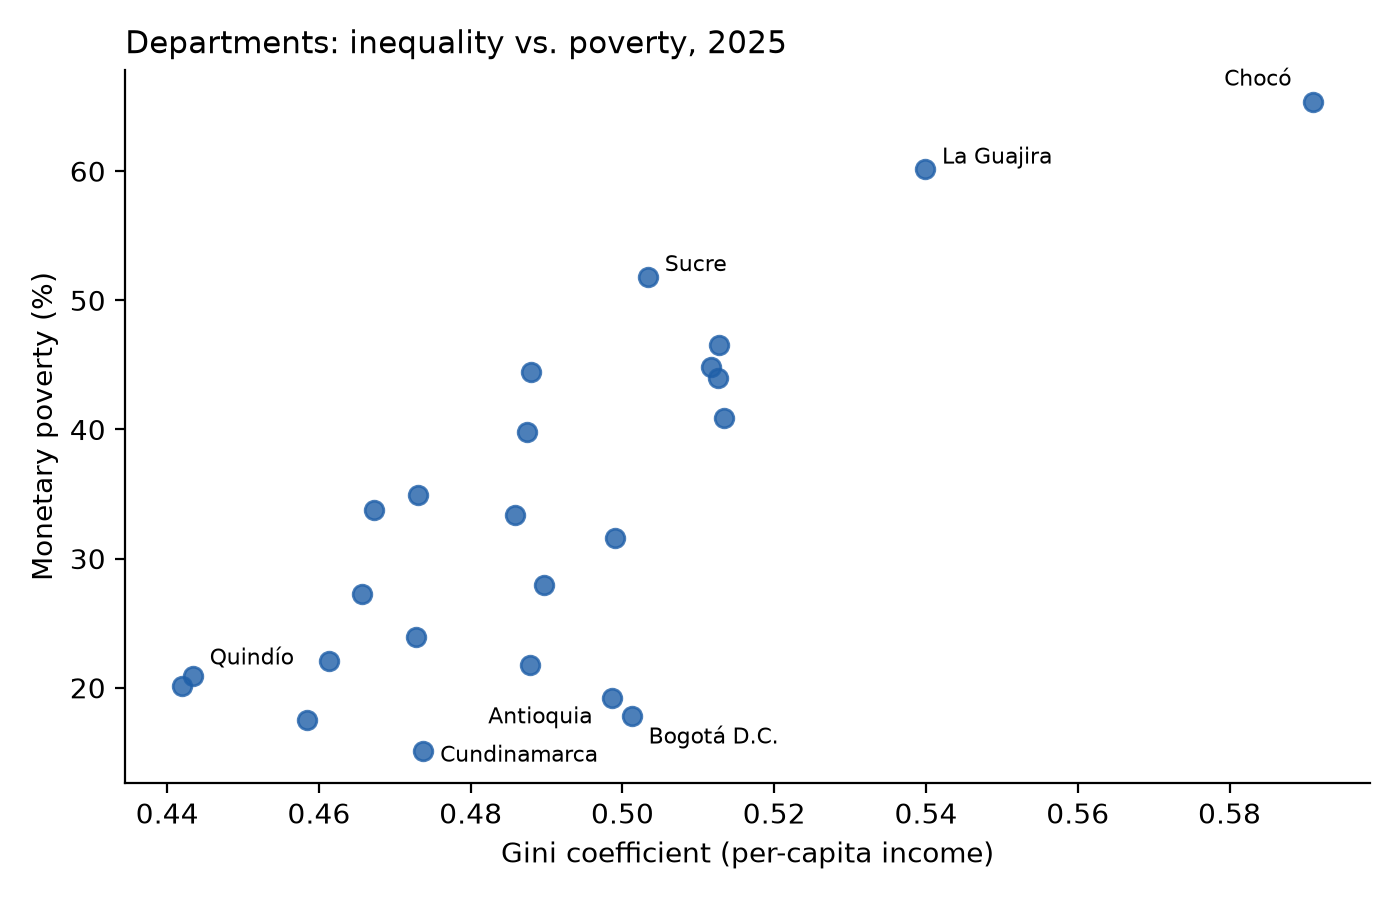 Departments: inequality vs. poverty, 2025
Chocó
La Guajira
Sucre
Quindío
Antioquia
Bogotá D.C.
Cundinamarca
Monetary poverty (%)
60
50
40
30
20
0.44 0.46 0.48 0.50 0.52 0.54 0.56 0.58
Gini coefficient (per-capita income)